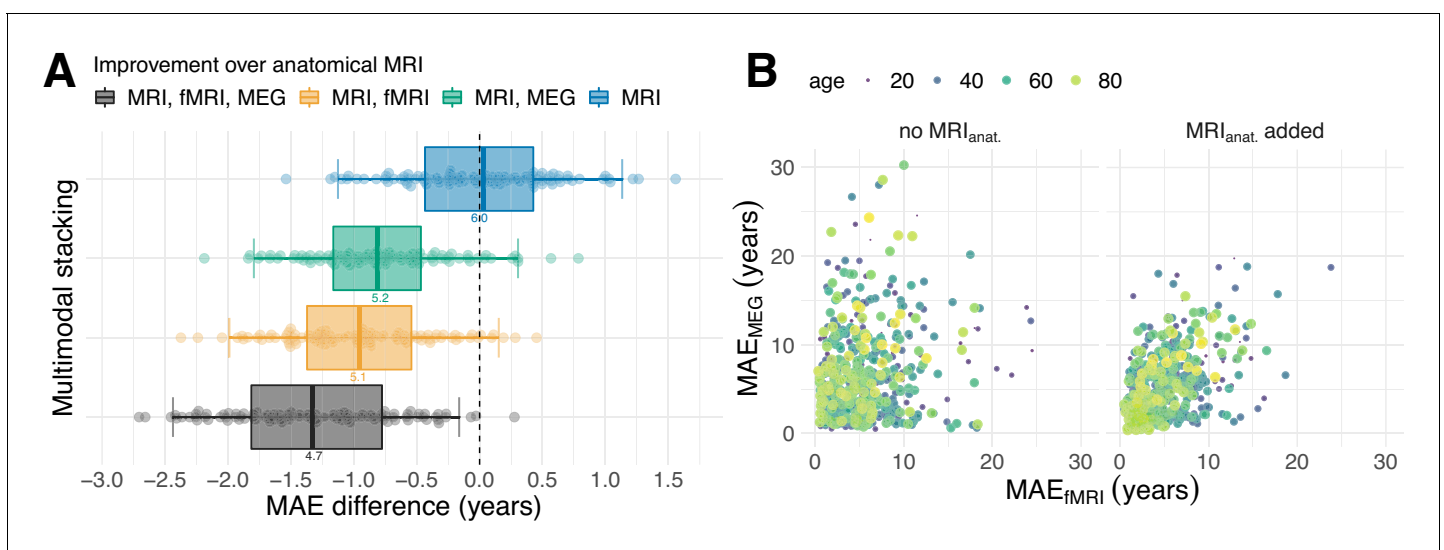 A
Improvement over anatomical MRI
MRI, fMRI, MEG MRI, fMRI MRI, MEG MRI
Multimodal stacking
6.0
5.2
5.1
4.7
−3.0 −2.5 −2.0 −1.5 −1.0 −0.5 0.0 0.5 1.0 1.5
MAE difference (years)
B
age 20 40 60 80
no MRIanat. MRIanat. added
MAEMEG (years)
30
20
10
0
0 10 20 30 0 10 20 30
MAEfMRI (years)